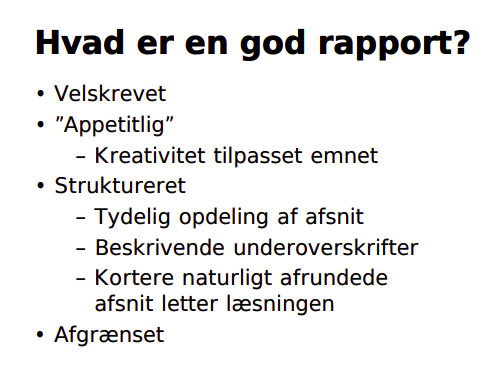 Hvad er en god rapport?
• Velskrevet
• ”Appetitlig”
– Kreativitet tilpasset emnet
• Struktureret
– Tydelig opdeling af afsnit
– Beskrivende underoverskrifter
– Kortere naturligt afrundede
afsnit letter læsningen
• Afgrænset